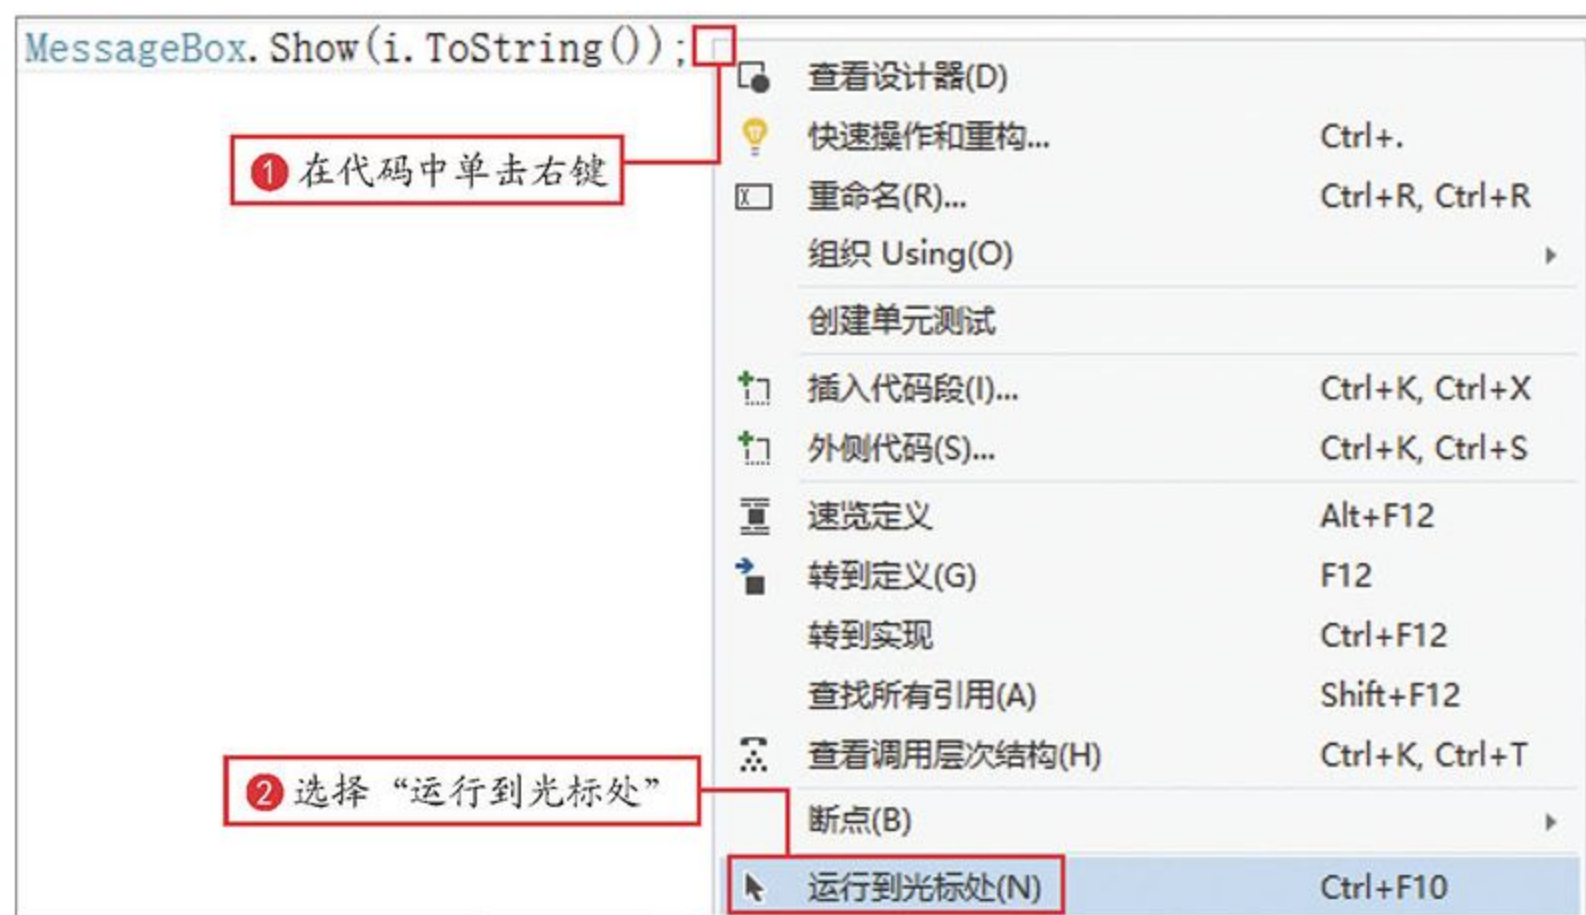 MessageBox.Show(i.ToString());
查看设计器(D)
快速操作和重构... Ctrl+.
1 在代码中单击右键
重命名(R)... Ctrl+R, Ctrl+R
组织 Using(O)
创建单元测试
插入代码段(I)... Ctrl+K, Ctrl+X
外侧代码(S)... Ctrl+K, Ctrl+S
速览定义 Alt+F12
转到定义(G) F12
转到实现 Ctrl+F12
查找所有引用(A) Shift+F12
查看调用层次结构(H) Ctrl+K, Ctrl+T
2 选择“运行到光标处”
断点(B)
运行到光标处(N) Ctrl+F10